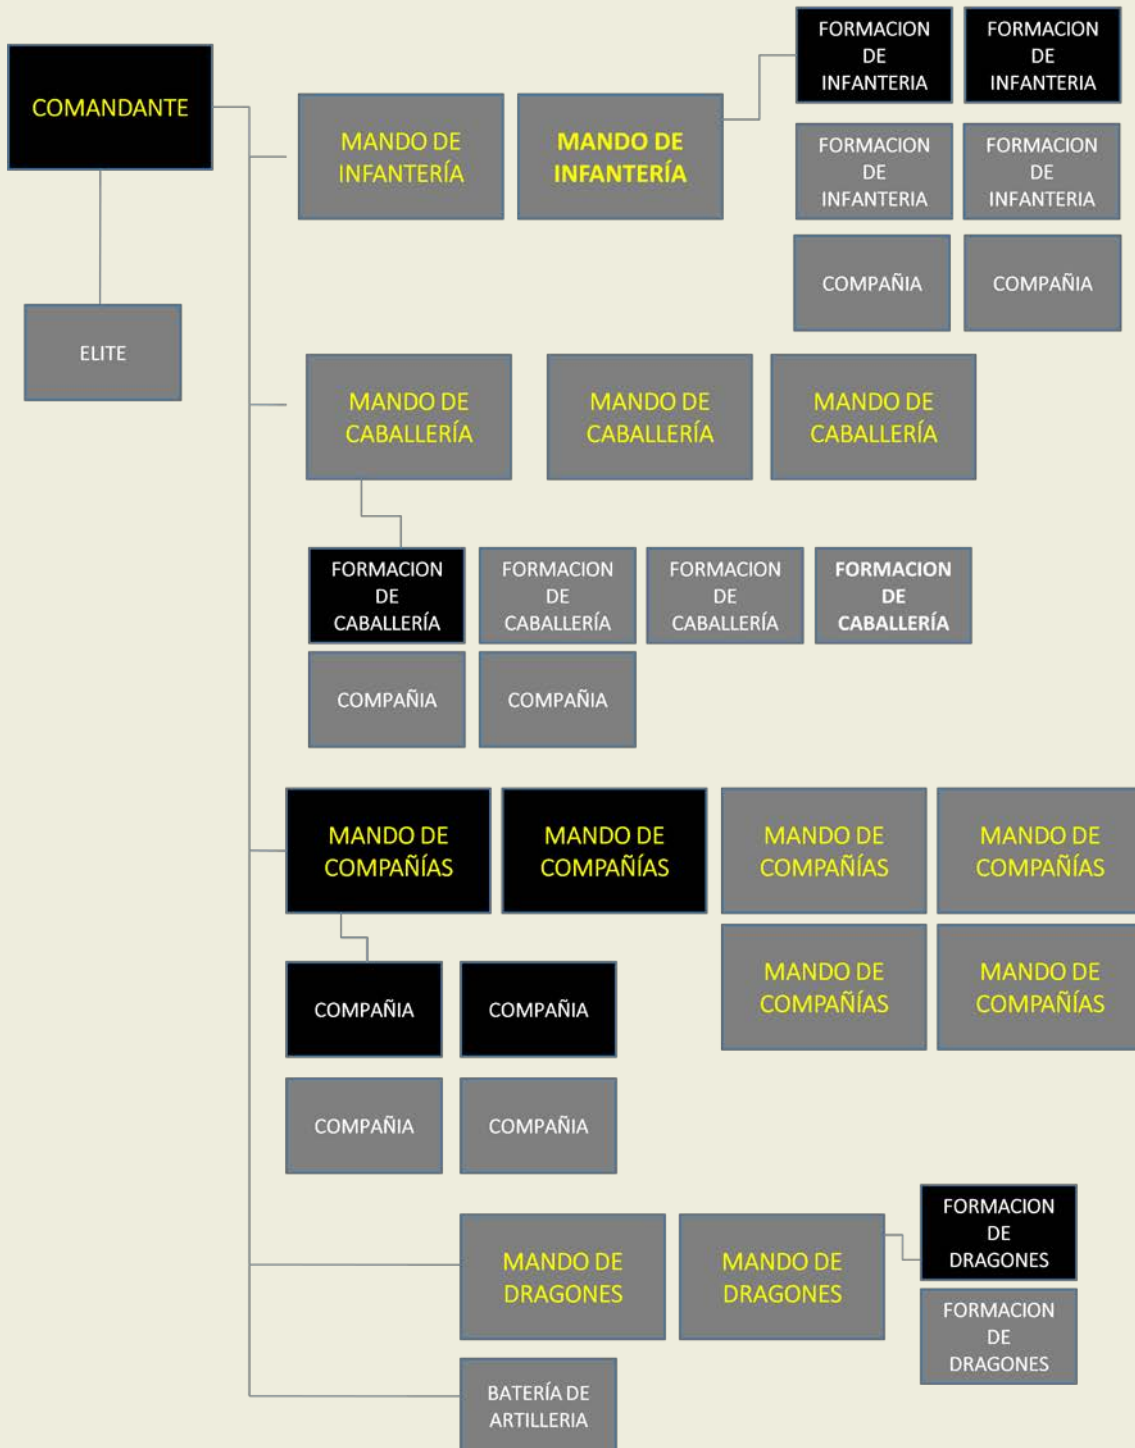 COMANDANTE
ELITE
MANDO DE
INFANTERÍA
MANDO DE
INFANTERÍA
FORMACION
DE
INFANTERIA
FORMACION
DE
INFANTERIA
FORMACION
DE
INFANTERIA
FORMACION
DE
INFANTERIA
COMPAÑIA
COMPAÑIA
MANDO DE
CABALLERÍA
MANDO DE
CABALLERÍA
MANDO DE
CABALLERÍA
FORMACION
DE
CABALLERÍA
FORMACION
DE
CABALLERÍA
FORMACION
DE
CABALLERÍA
FORMACION
DE
CABALLERÍA
COMPAÑIA
COMPAÑIA
MANDO DE
COMPAÑÍAS
MANDO DE
COMPAÑÍAS
MANDO DE
COMPAÑÍAS
MANDO DE
COMPAÑÍAS
MANDO DE
COMPAÑÍAS
MANDO DE
COMPAÑÍAS
COMPAÑIA
COMPAÑIA
COMPAÑIA
COMPAÑIA
MANDO DE
DRAGONES
MANDO DE
DRAGONES
FORMACION
DE
DRAGONES
FORMACION
DE
DRAGONES
BATERÍA DE
ARTILLERIA